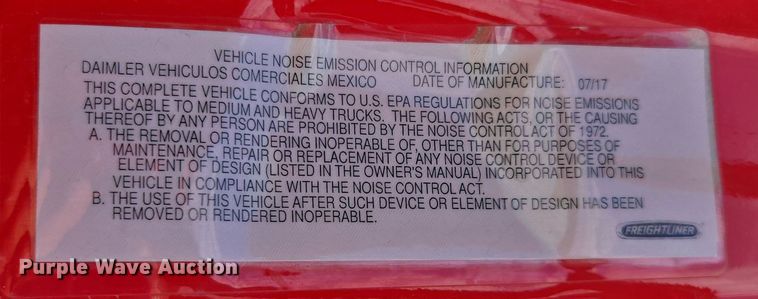 VEHICLE NOISE EMISSION CONTROL INFORMATION
DAIMLER VEHICULOS COMERCIALES MEXICO DATE OF MANUFACTURE: 07/17
THIS COMPLETE VEHICLE CONFORMS TO U.S. EPA REGULATIONS FOR NOISE EMISSIONS
APPLICABLE TO MEDIUM AND HEAVY TRUCKS. THE FOLLOWING ACTS, OR THE CAUSING
THEREOF BY ANY PERSON ARE PROHIBITED BY THE NOISE CONTROL ACT OF 1972.
A. THE REMOVAL OR RENDERING INOPERABLE OF, OTHER THAN FOR PURPOSES OF
MAINTENANCE, REPAIR OR REPLACEMENT OF ANY NOISE CONTROL DEVICE OR
ELEMENT OF DESIGN (LISTED IN THE OWNER'S MANUAL) INCORPORATED INTO THIS
VEHICLE IN COMPLIANCE WITH THE NOISE CONTROL ACT.
B. THE USE OF THIS VEHICLE AFTER SUCH DEVICE OR ELEMENT OF DESIGN HAS BEEN
REMOVED OR RENDERED INOPERABLE.
FREIGHTLINER
Purple Wave Auction